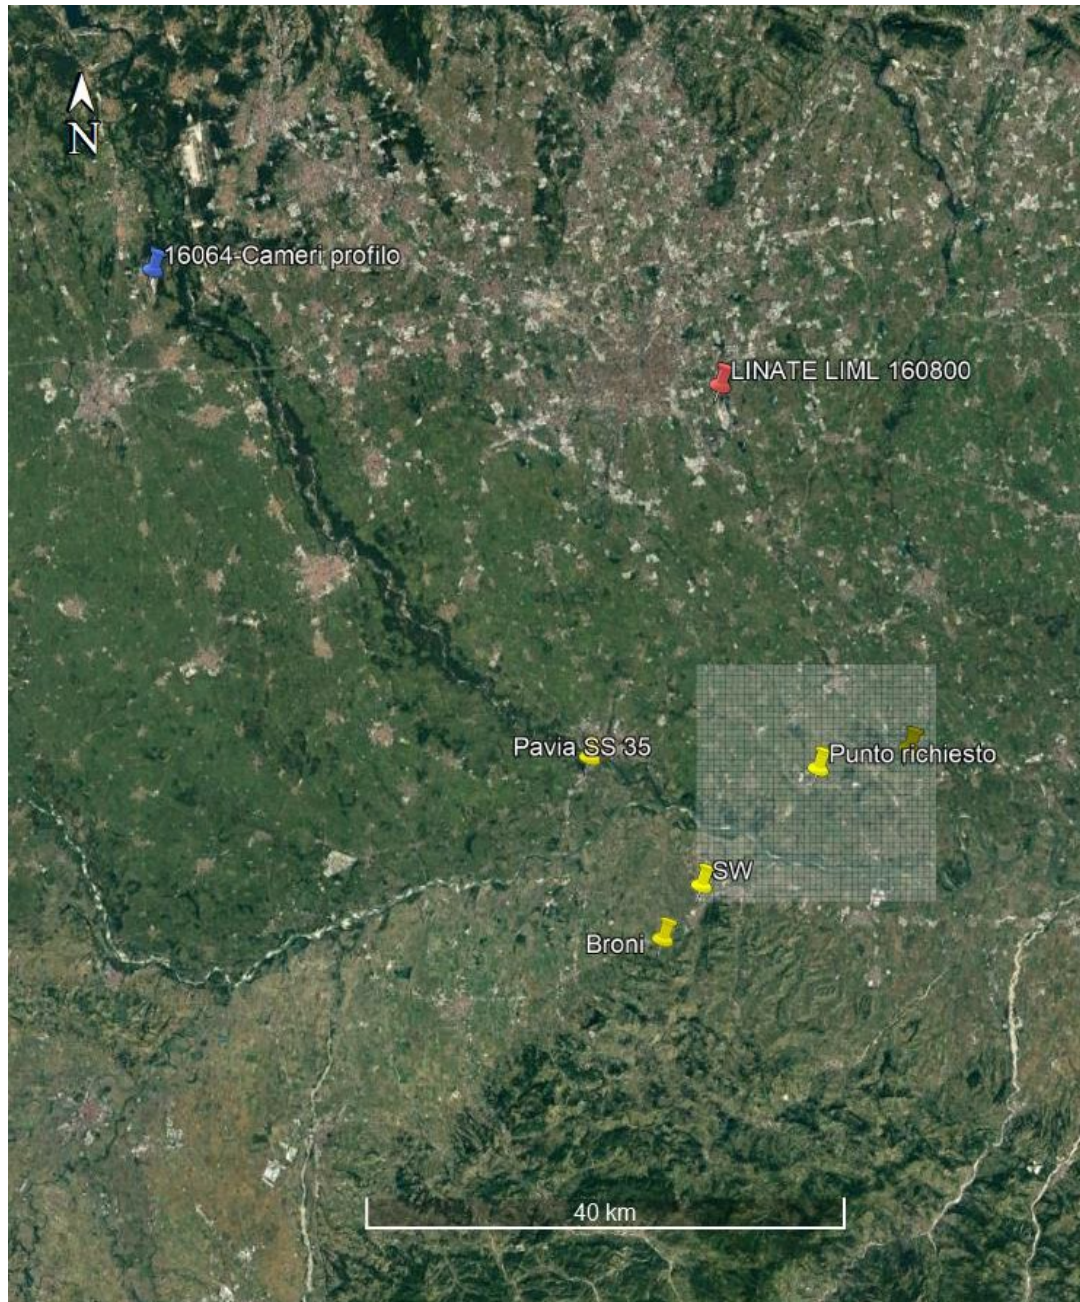 N
16064-Cameri profilo
LINATE LIML 160800
Pavia SS 35
Punto richiesto
SW
Broni
40 km